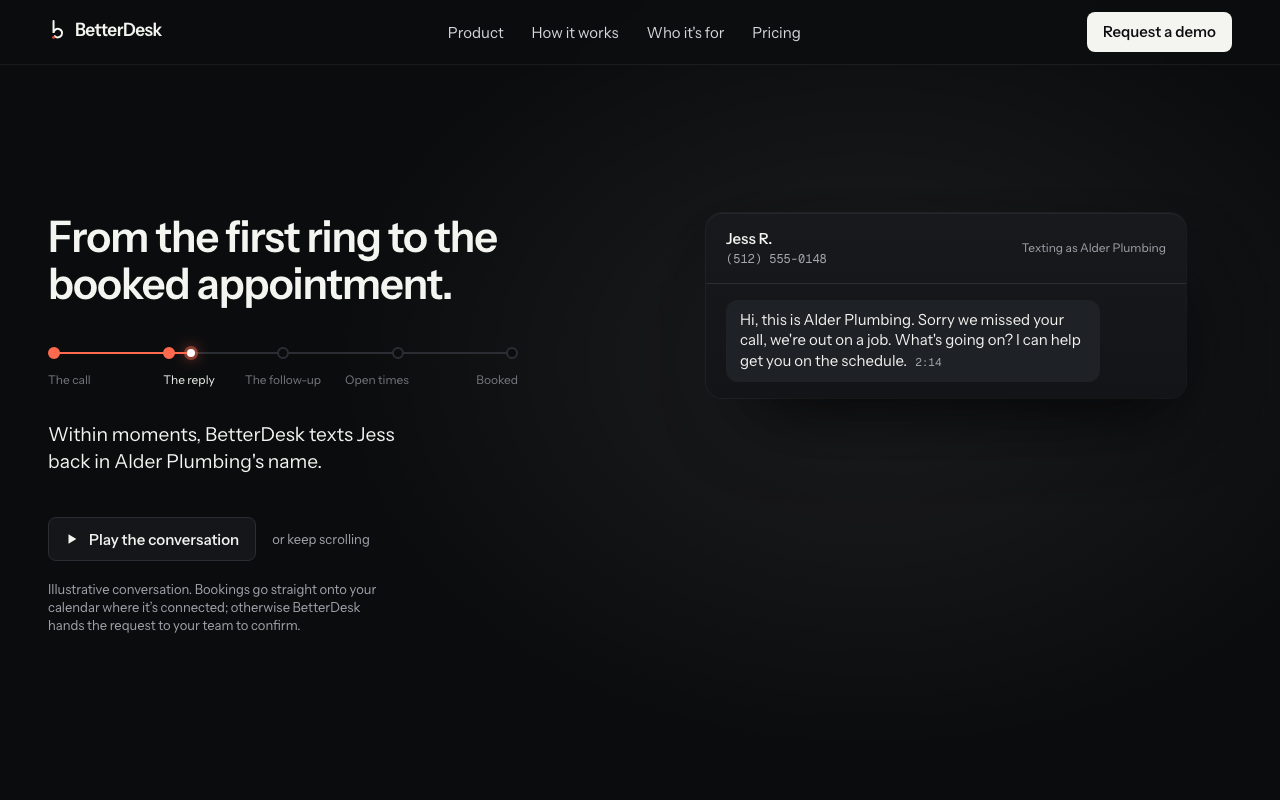 BetterDesk
Product
How it works
Who it's for
Pricing
Request a demo
From the first ring to the
booked appointment.
The call
The reply
The follow-up
Open times
Booked
Within moments, BetterDesk texts Jess
back in Alder Plumbing's name.
Play the conversation
or keep scrolling
Illustrative conversation. Bookings go straight onto your
calendar where it's connected; otherwise BetterDesk
hands the request to your team to confirm.
Jess R.
(512) 555-0148
Texting as Alder Plumbing
Hi, this is Alder Plumbing. Sorry we missed your
call, we're out on a job. What's going on? I can help
get you on the schedule. 2:14